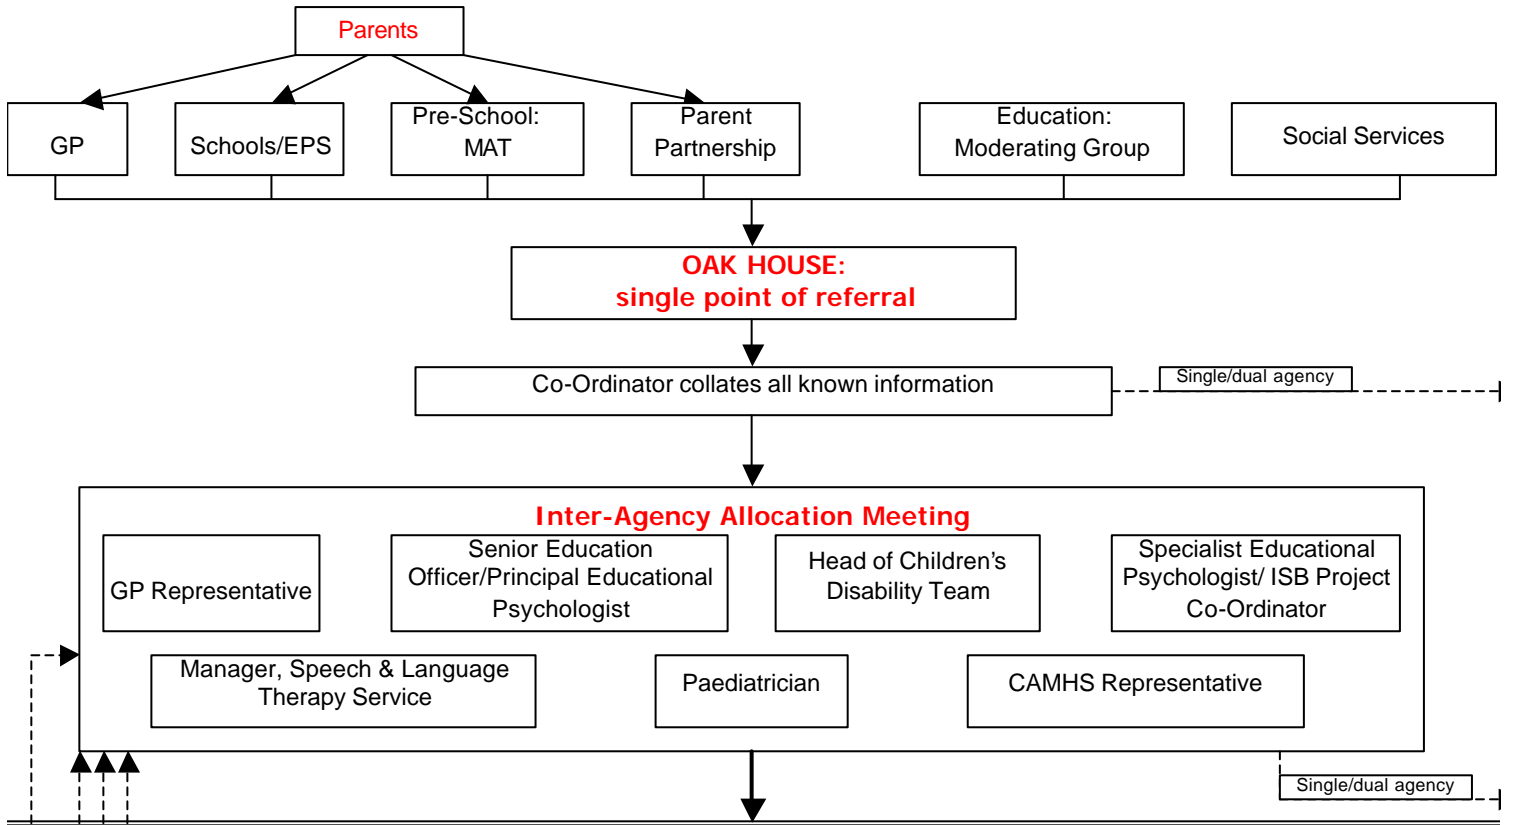 Parents
GP
Schools/EPS
Pre-School:
MAT
Parent
Partnership
Education:
Moderating Group
Social Services
OAK HOUSE:
single point of referral
Co-Ordinator collates all known information
Single/dual agency
Inter-Agency Allocation Meeting
GP Representative
Senior Education
Officer/Principal Educational
Psychologist
Head of Children’s
Disability Team
Specialist Educational
Psychologist/ ISB Project
Co-Ordinator
Manager, Speech & Language
Therapy Service
Paediatrician
CAMHS Representative
Single/dual agency